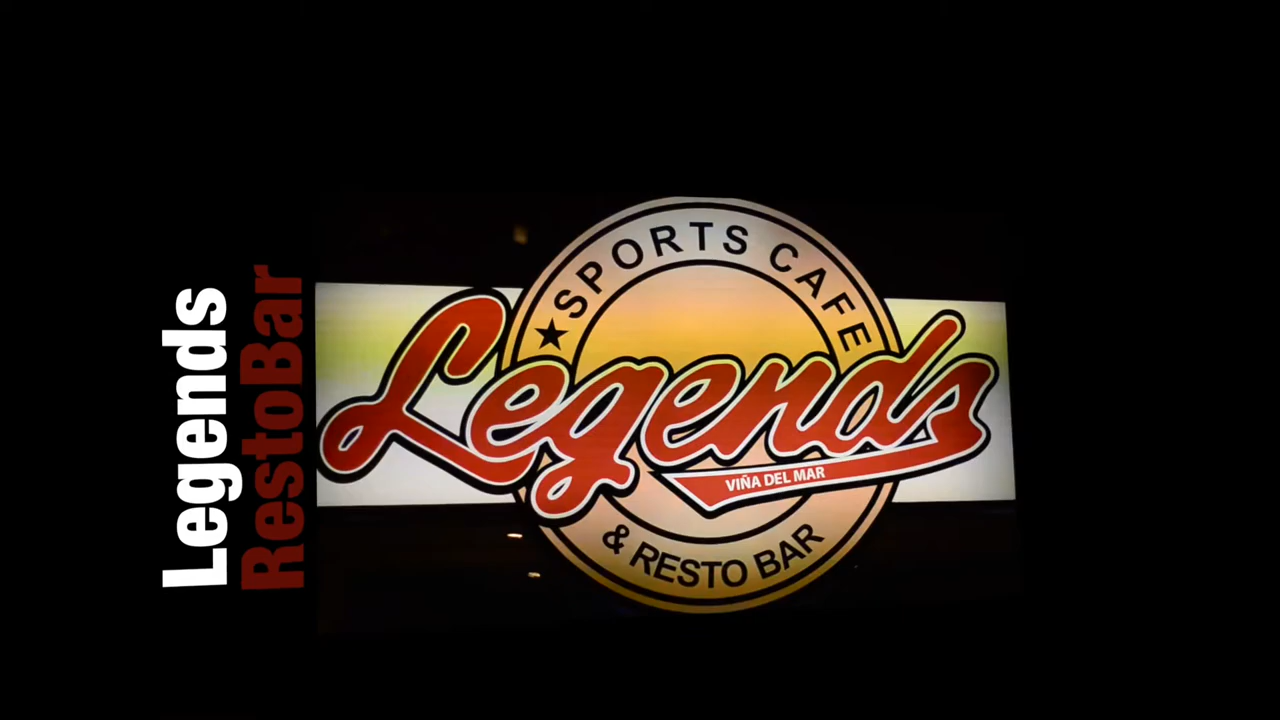 Legends
RestoBar
SPORTS CAFE
Legends
VIÑA DEL MAR
& RESTO BAR